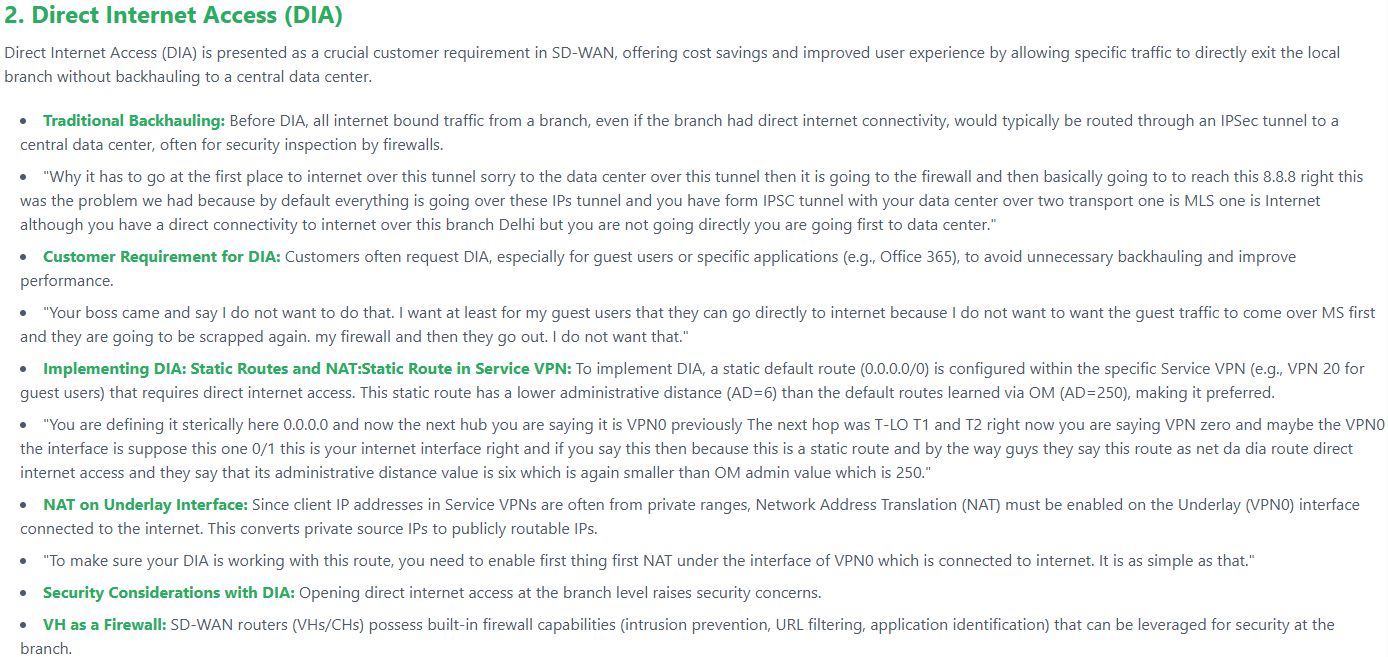 2. Direct Internet Access (DIA)
Direct Internet Access (DIA) is presented as a crucial customer requirement in SD-WAN, offering cost savings and improved user experience by allowing specific traffic to directly exit the local
branch without backhauling to a central data center.
• Traditional Backhauling: Before DIA, all internet bound traffic from a branch, even if the branch had direct internet connectivity, would typically be routed through an IPSec tunnel to a
central data center, often for security inspection by firewalls.
• "Why it has to go at the first place to internet over this tunnel sorry to the data center over this tunnel then it is going to the firewall and then basically going to to reach this 8.8.8 right this
was the problem we had because by default everything is going over these IPs tunnel and you have form IPSC tunnel with your data center over two transport one is MLS one is Internet
although you have a direct connectivity to internet over this branch Delhi but you are not going directly you are going first to data center."
• Customer Requirement for DIA: Customers often request DIA, especially for guest users or specific applications (e.g., Office 365), to avoid unnecessary backhauling and improve
performance.
• "Your boss came and say I do not want to do that. I want at least for my guest users that they can go directly to internet because I do not want to want the guest traffic to come over MS first
and they are going to be scrapped again. my firewall and then they go out. I do not want that."
• Implementing DIA: Static Routes and NAT:Static Route in Service VPN: To implement DIA, a static default route (0.0.0.0/0) is configured within the specific Service VPN (e.g., VPN 20 for
guest users) that requires direct internet access. This static route has a lower administrative distance (AD=6) than the default routes learned via OM (AD=250), making it preferred.
• "You are defining it sterically here 0.0.0.0 and now the next hub you are saying it is VPN0 previously The next hop was T-LO T1 and T2 right now you are saying VPN zero and maybe the VPN0
the interface is suppose this one 0/1 this is your internet interface right and if you say this then because this is a static route and by the way guys they say this route as net da dia route direct
internet access and they say that its administrative distance value is six which is again smaller than OM admin value which is 250."
• NAT on Underlay Interface: Since client IP addresses in Service VPNs are often from private ranges, Network Address Translation (NAT) must be enabled on the Underlay (VPN0) interface
connected to the internet. This converts private source IPs to publicly routable IPs.
• "To make sure your DIA is working with this route, you need to enable first thing first NAT under the interface of VPN0 which is connected to internet. It is as simple as that."
• Security Considerations with DIA: Opening direct internet access at the branch level raises security concerns.
• VH as a Firewall: SD-WAN routers (VHs/CHs) possess built-in firewall capabilities (intrusion prevention, URL filtering, application identification) that can be leveraged for security at the
branch.